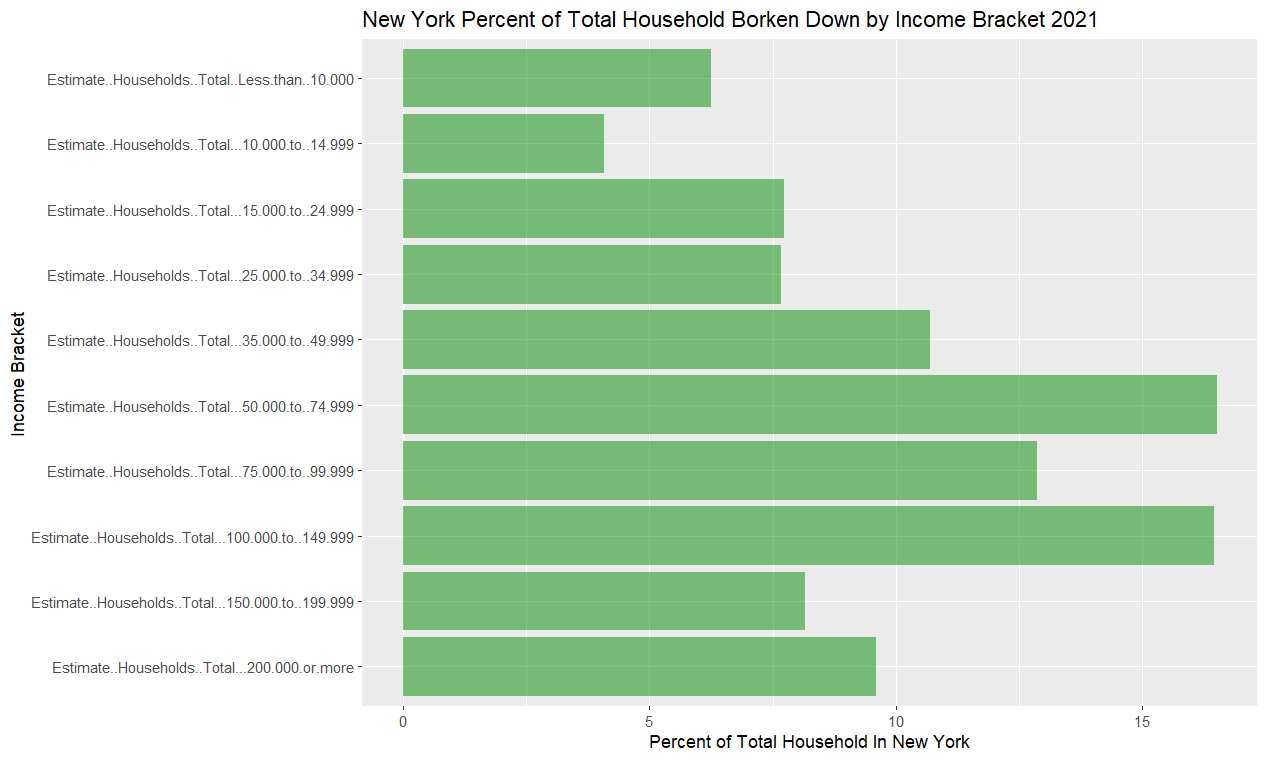 New York Percent of Total Household Borken Down by Income Bracket 2021
Income Bracket
Estimate..Households..Total..Less.than..10.000
Estimate..Households..Total...10.000.to..14.999
Estimate..Households..Total...15.000.to..24.999
Estimate..Households..Total...25.000.to..34.999
Estimate..Households..Total...35.000.to..49.999
Estimate..Households..Total...50.000.to..74.999
Estimate..Households..Total...75.000.to..99.999
Estimate..Households..Total...100.000.to..149.999
Estimate..Households..Total...150.000.to..199.999
Estimate..Households..Total...200.000.or.more
0 5 10 15
Percent of Total Household In New York